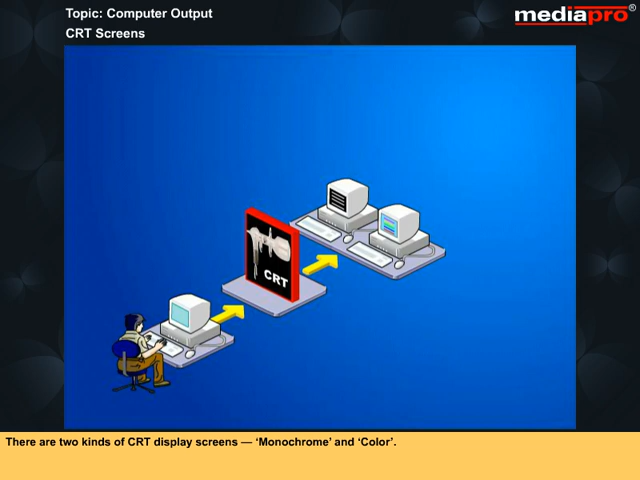 Topic: Computer Output
CRT Screens
mediapro®
CRT
There are two kinds of CRT display screens — ‘Monochrome’ and ‘Color’.